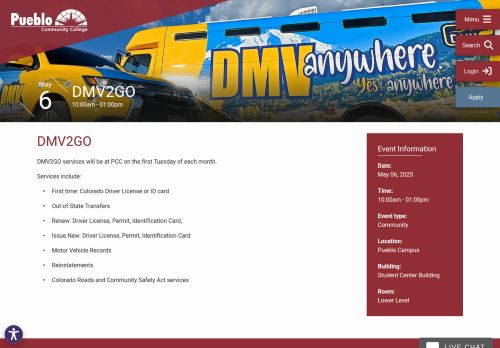 Pueblo
Community College
Menu
Search
Login
Apply
DMV anywhere
Yes anywhere
May
6
DMV2GO
10:00am - 01:00pm
DMV2GO
DMV2GO services will be at PCC on the first Tuesday of each month.
Services include:
• First time: Colorado Driver License or ID card
• Out-of-State Transfers
• Renew: Driver License, Permit, Identification Card,
• Issue New: Driver License, Permit, Identification Card
• Motor Vehicle Records
• Reinstatements
• Colorado Roads and Community Safety Act services
Event Information
Date:
May 06, 2025
Time:
10:00am - 01:00pm
Event type:
Community
Location:
Pueblo Campus
Building:
Student Center Building
Room:
Lower Level
LIVE CHAT